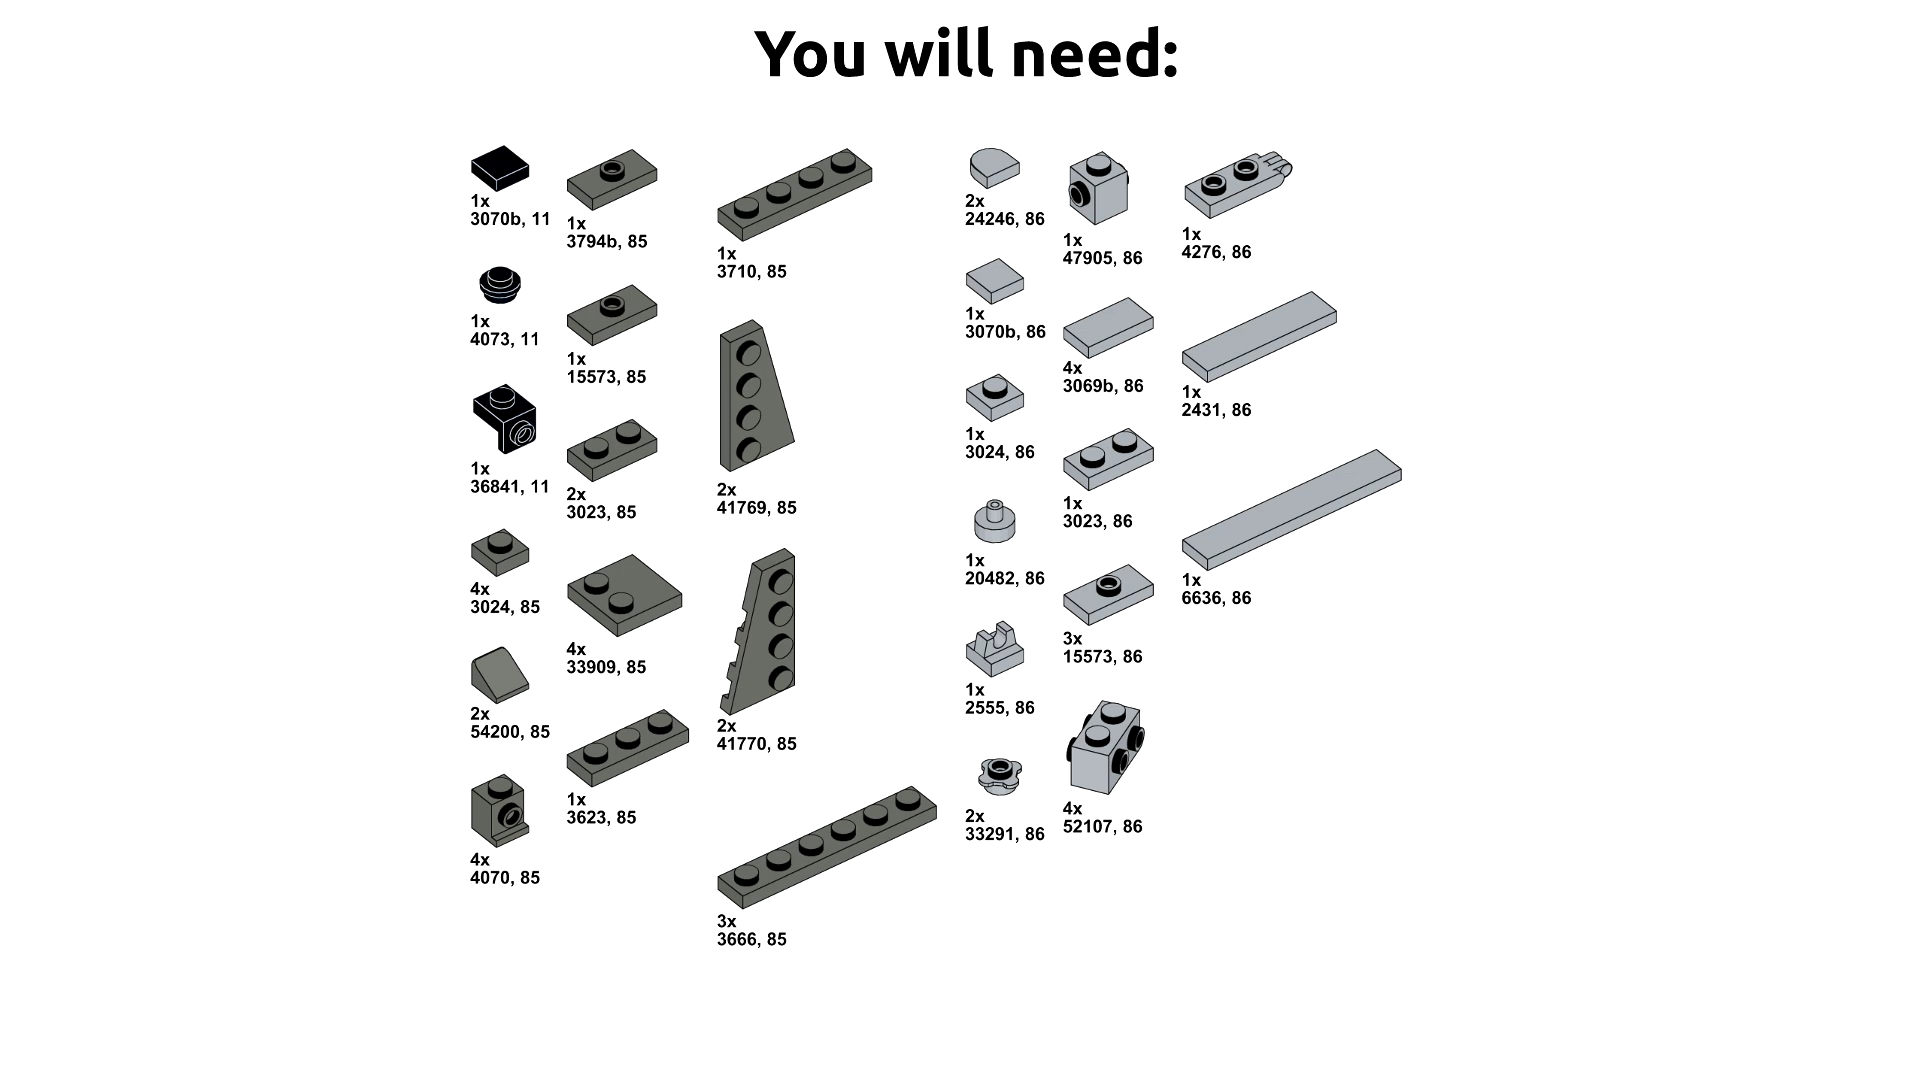 You will need:
1x
3070b, 11
1x
4073, 11
1x
36841, 11
4x
3024, 85
2x
54200, 85
4x
4070, 85
1x
3794b, 85
1x
15573, 85
2x
3023, 85
4x
33909, 85
1x
3623, 85
1x
3710, 85
2x
41769, 85
2x
41770, 85
3x
3666, 85
2x
24246, 86
1x
3070b, 86
1x
3024, 86
1x
20482, 86
1x
2555, 86
2x
33291, 86
1x
47905, 86
4x
3069b, 86
1x
3023, 86
3x
15573, 86
4x
52107, 86
1x
4276, 86
1x
2431, 86
1x
6636, 86